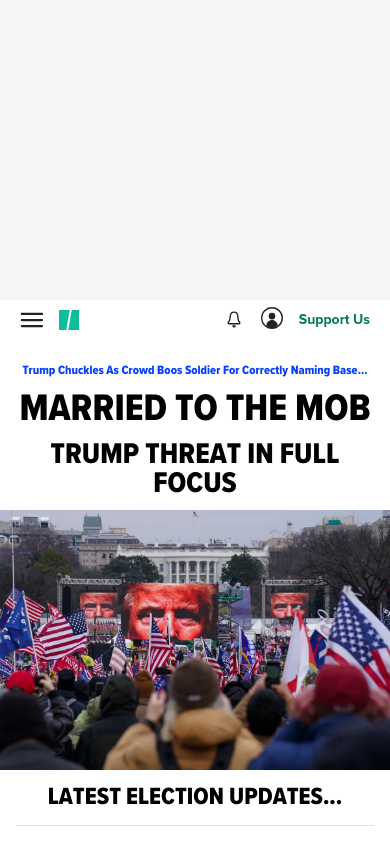 Support Us
Trump Chuckles As Crowd Boos Soldier For Correctly Naming Base...
MARRIED TO THE MOB
TRUMP THREAT IN FULL
FOCUS
LATEST ELECTION UPDATES...